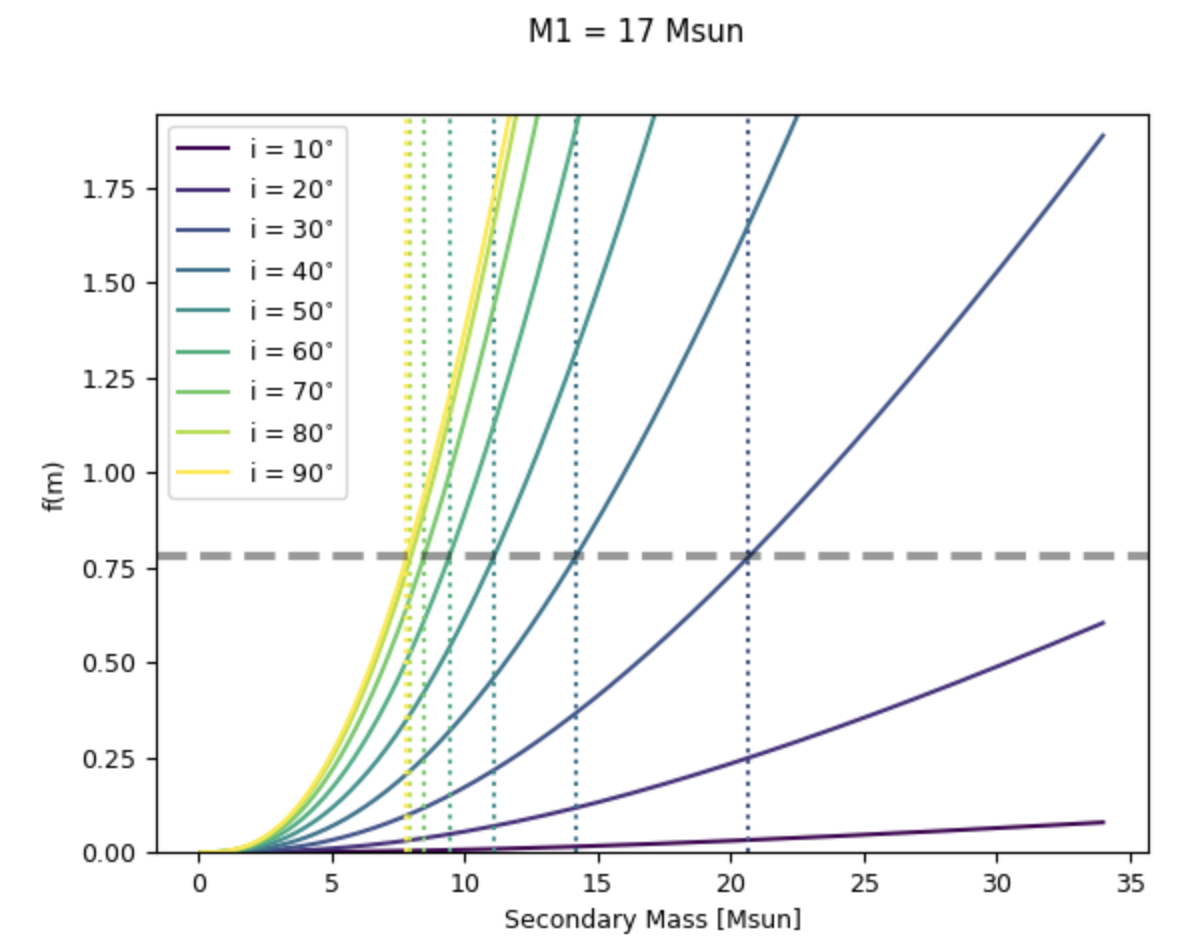 M1 = 17 Msun
i = 10°
i = 20°
i = 30°
i = 40°
i = 50°
i = 60°
i = 70°
i = 80°
i = 90°
f(m)
1.75
1.50
1.25
1.00
0.75
0.50
0.25
0.00
0 5 10 15 20 25 30 35
Secondary Mass [Msun]